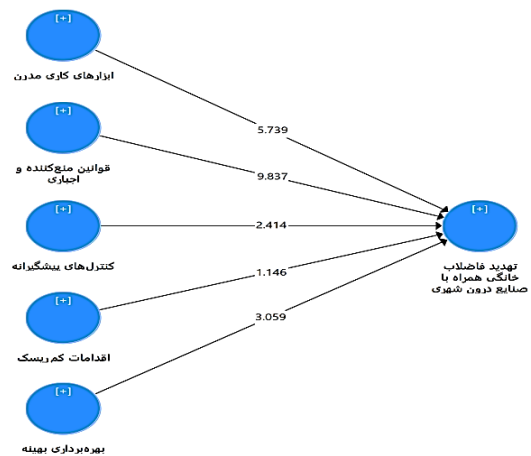 [+]
ابزارهای کاری مدرن
[+]
قوانین منع‌کننده و
اجباری
[+]
کنترل‌های پیشگیرانه
[+]
اقدامات کم‌ریسک
[+]
بهره‌برداری بهینه
5.739
9.837
2.414
1.146
3.059
[+]
تهدید فاضلاب
خانگی همراه با
صنایع درون شهری